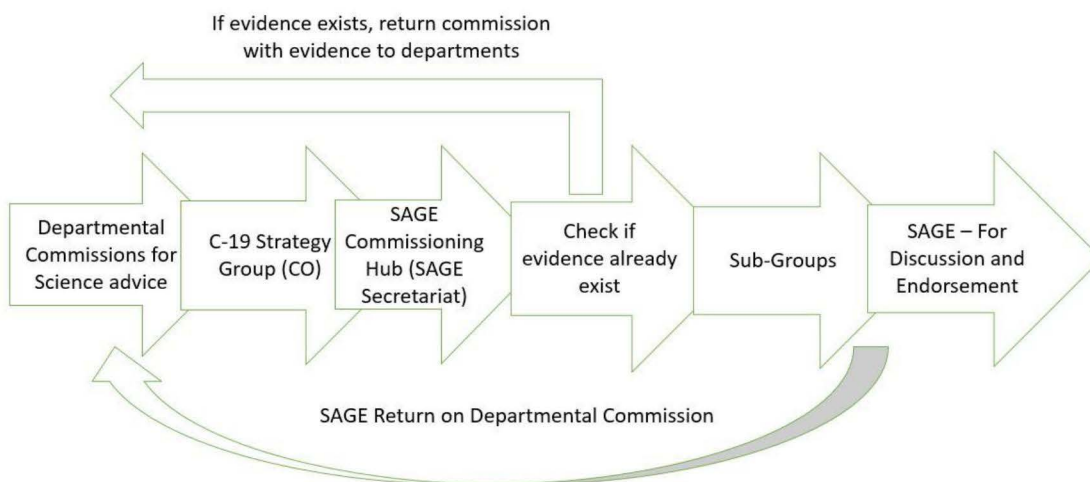 If evidence exists, return commission
with evidence to departments
Departmental
Commissions for
Science advice
C-19 Strategy
Group (CO)
SAGE
Commissioning
Hub (SAGE
Secretariat)
Check if
evidence already
exist
Sub-Groups
SAGE – For
Discussion and
Endorsement
SAGE Return on Departmental Commission